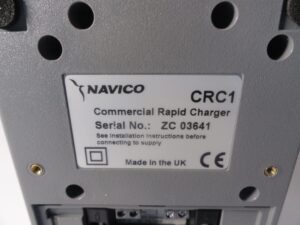 NAVICO
CRC1
Commercial Rapid Charger
Serial No.: ZC 03641
See Installation Instructions before
connecting to supply
Made in the UK
CE